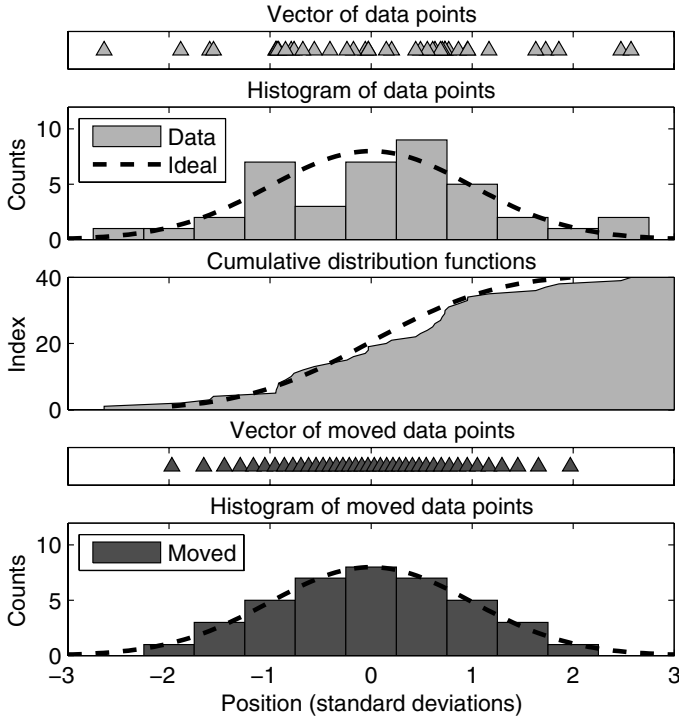 Vector of data points
Histogram of data points
10
5
0
Counts
Data
Ideal
Cumulative distribution functions
40
20
0
Index
Vector of moved data points
Histogram of moved data points
10
5
0
Counts
Moved
−3 −2 −1 0 1 2 3
Position (standard deviations)